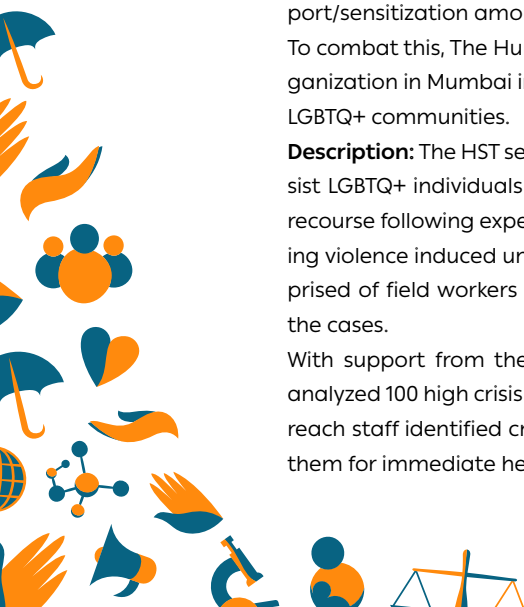 port/sensitization amo
To combat this, The Hu
ganization in Mumbai i
LGBTQ+ communities.
Description: The HST se
sist LGBTQ+ individuals
recourse following expe
ing violence induced un
prised of field workers
the cases.
With support from the
analyzed 100 high crisis
reach staff identified cr
them for immediate he